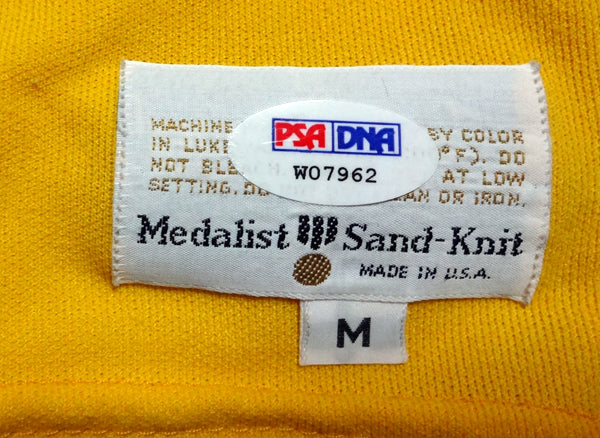 MACHINE BY COLOR
PSA DNA
IN LUKE °F). DO
W07962
NOT AT LOW
SETTING. OR IRON.
Medalist Sand-Knit
MADE IN U.S.A.
M